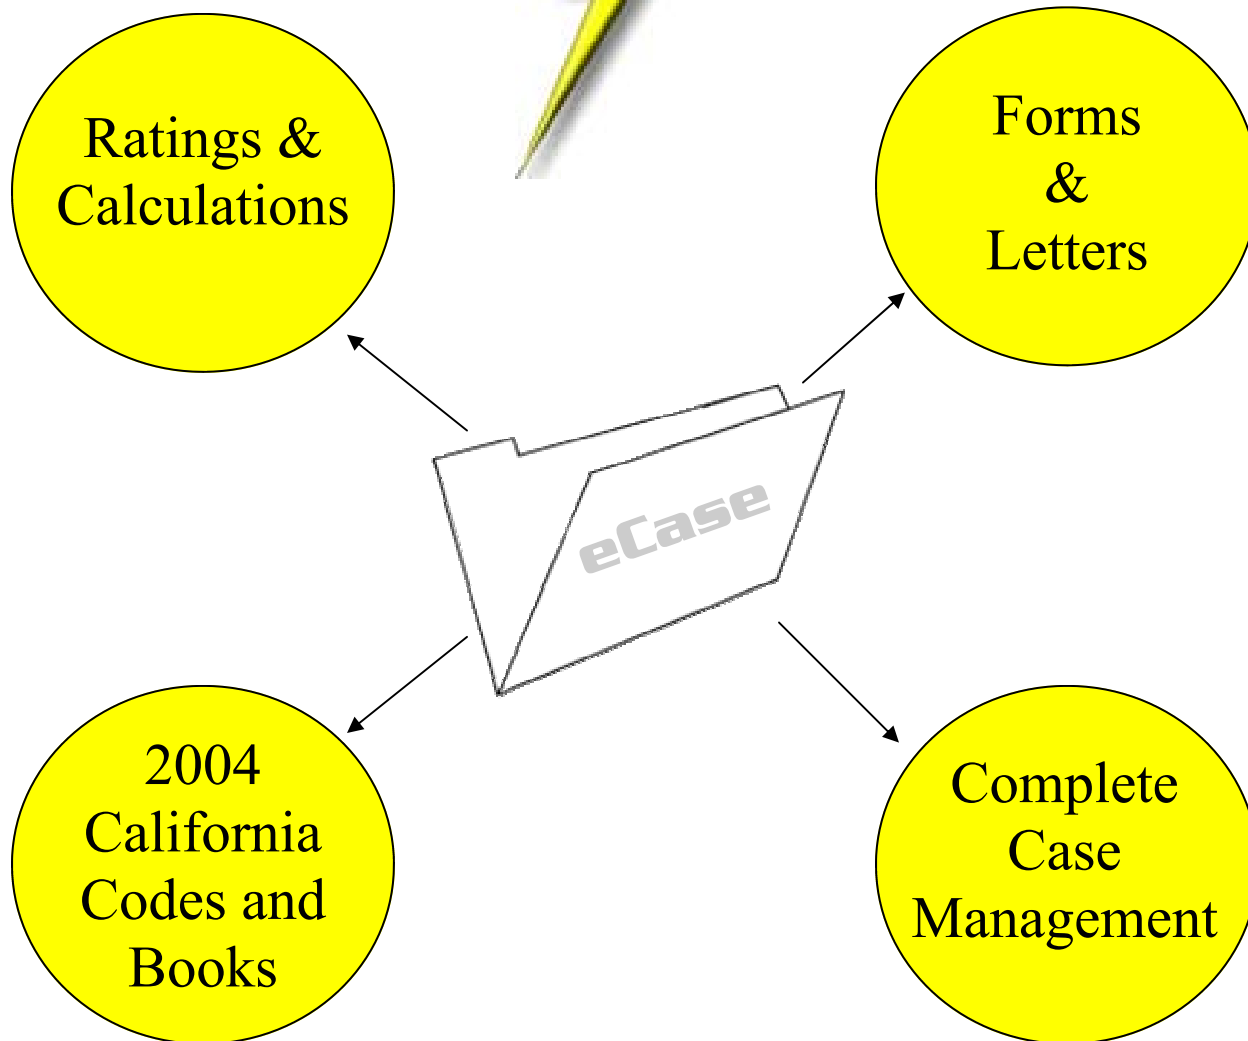 Ratings &
Calculations
Forms
&
Letters
eCase
2004
California
Codes and
Books
Complete
Case
Management